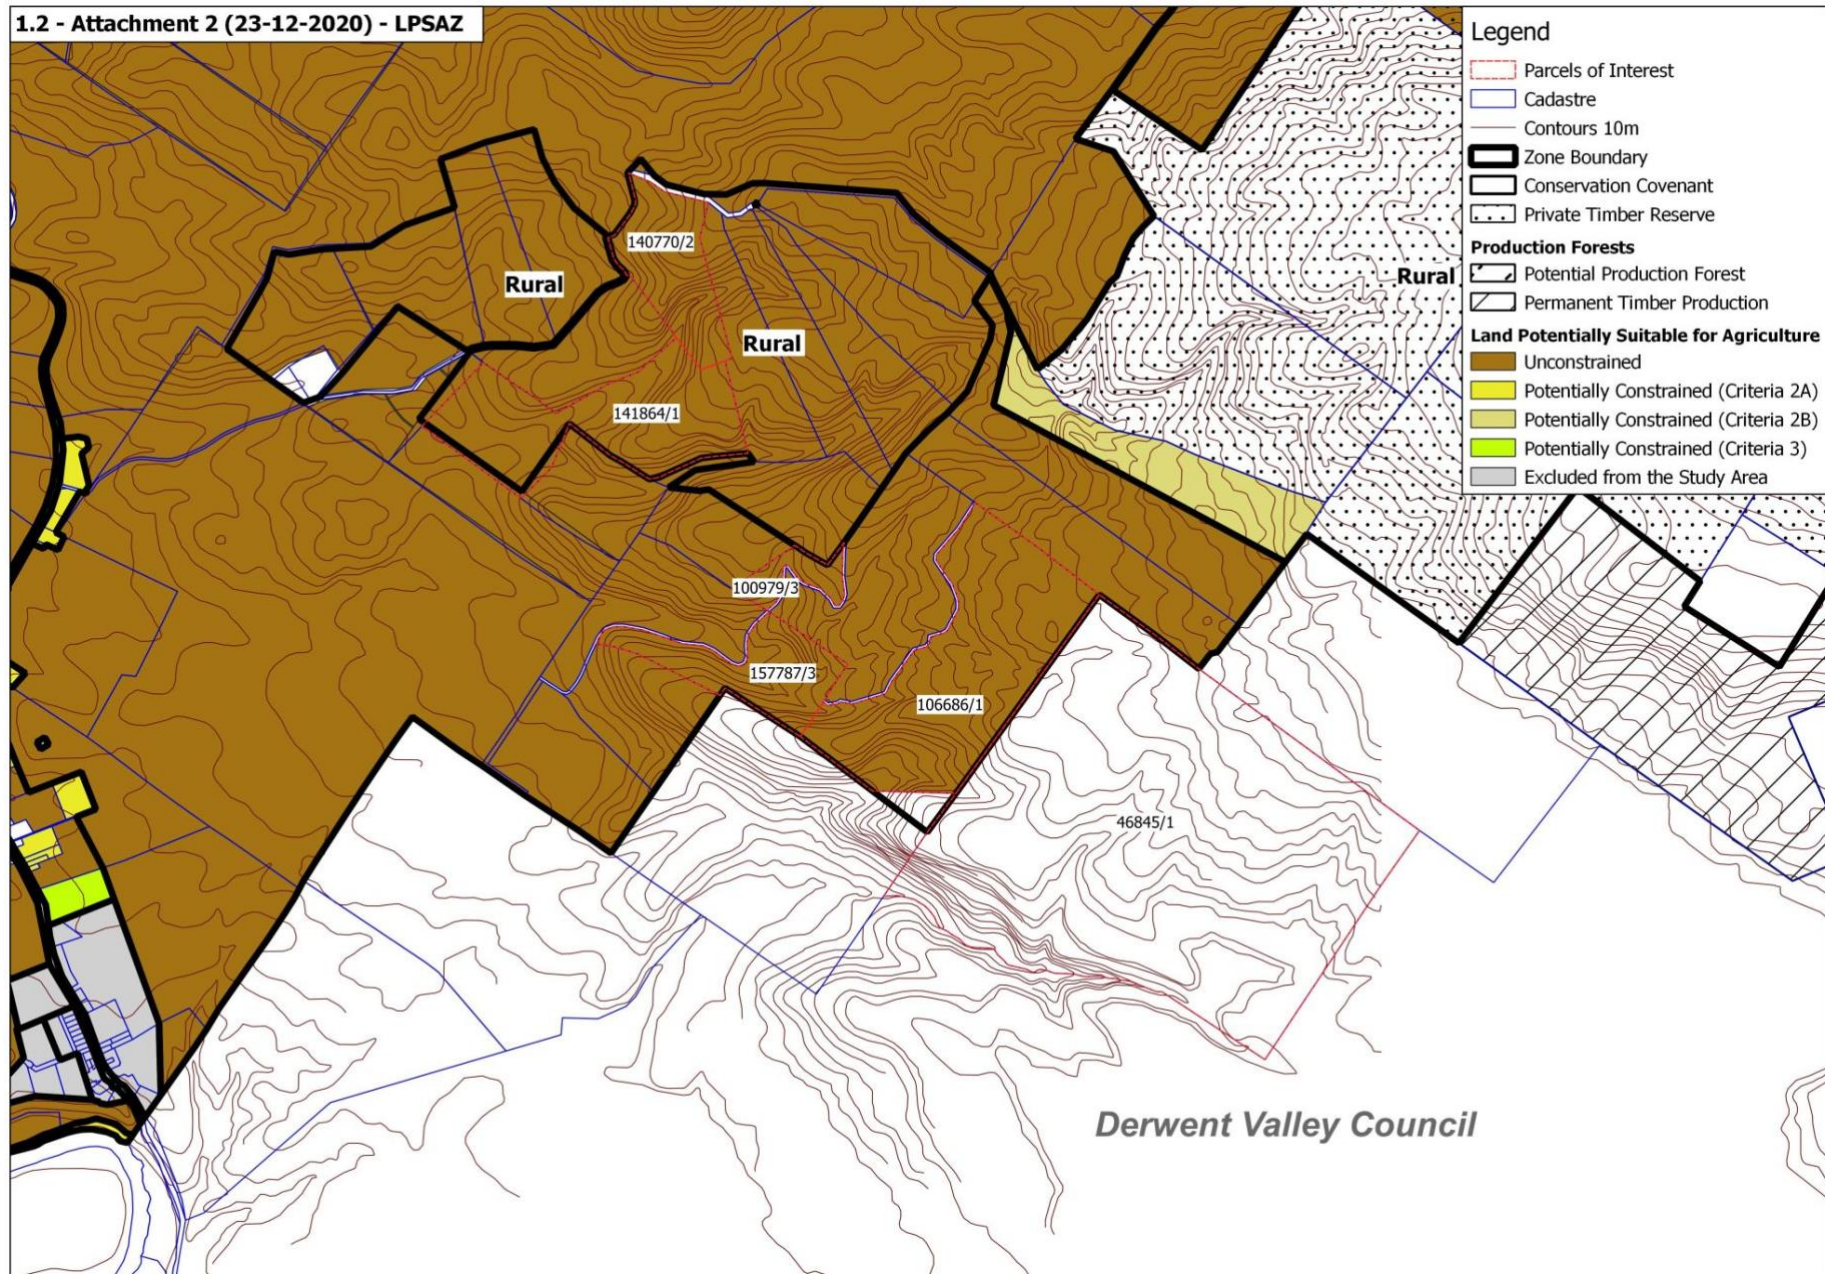 1.2 - Attachment 2 (23-12-2020) - LPSAZ
Legend
Parcels of Interest
Cadastre
Contours 10m
Zone Boundary
Conservation Covenant
Private Timber Reserve
Production Forests
Potential Production Forest
Permanent Timber Production
Land Potentially Suitable for Agriculture
Unconstrained
Potentially Constrained (Criteria 2A)
Potentially Constrained (Criteria 2B)
Potentially Constrained (Criteria 3)
Excluded from the Study Area
140770/2
Rural
Rural
Rural
141864/1
100979/3
157787/3
106686/1
46845/1
Derwent Valley Council